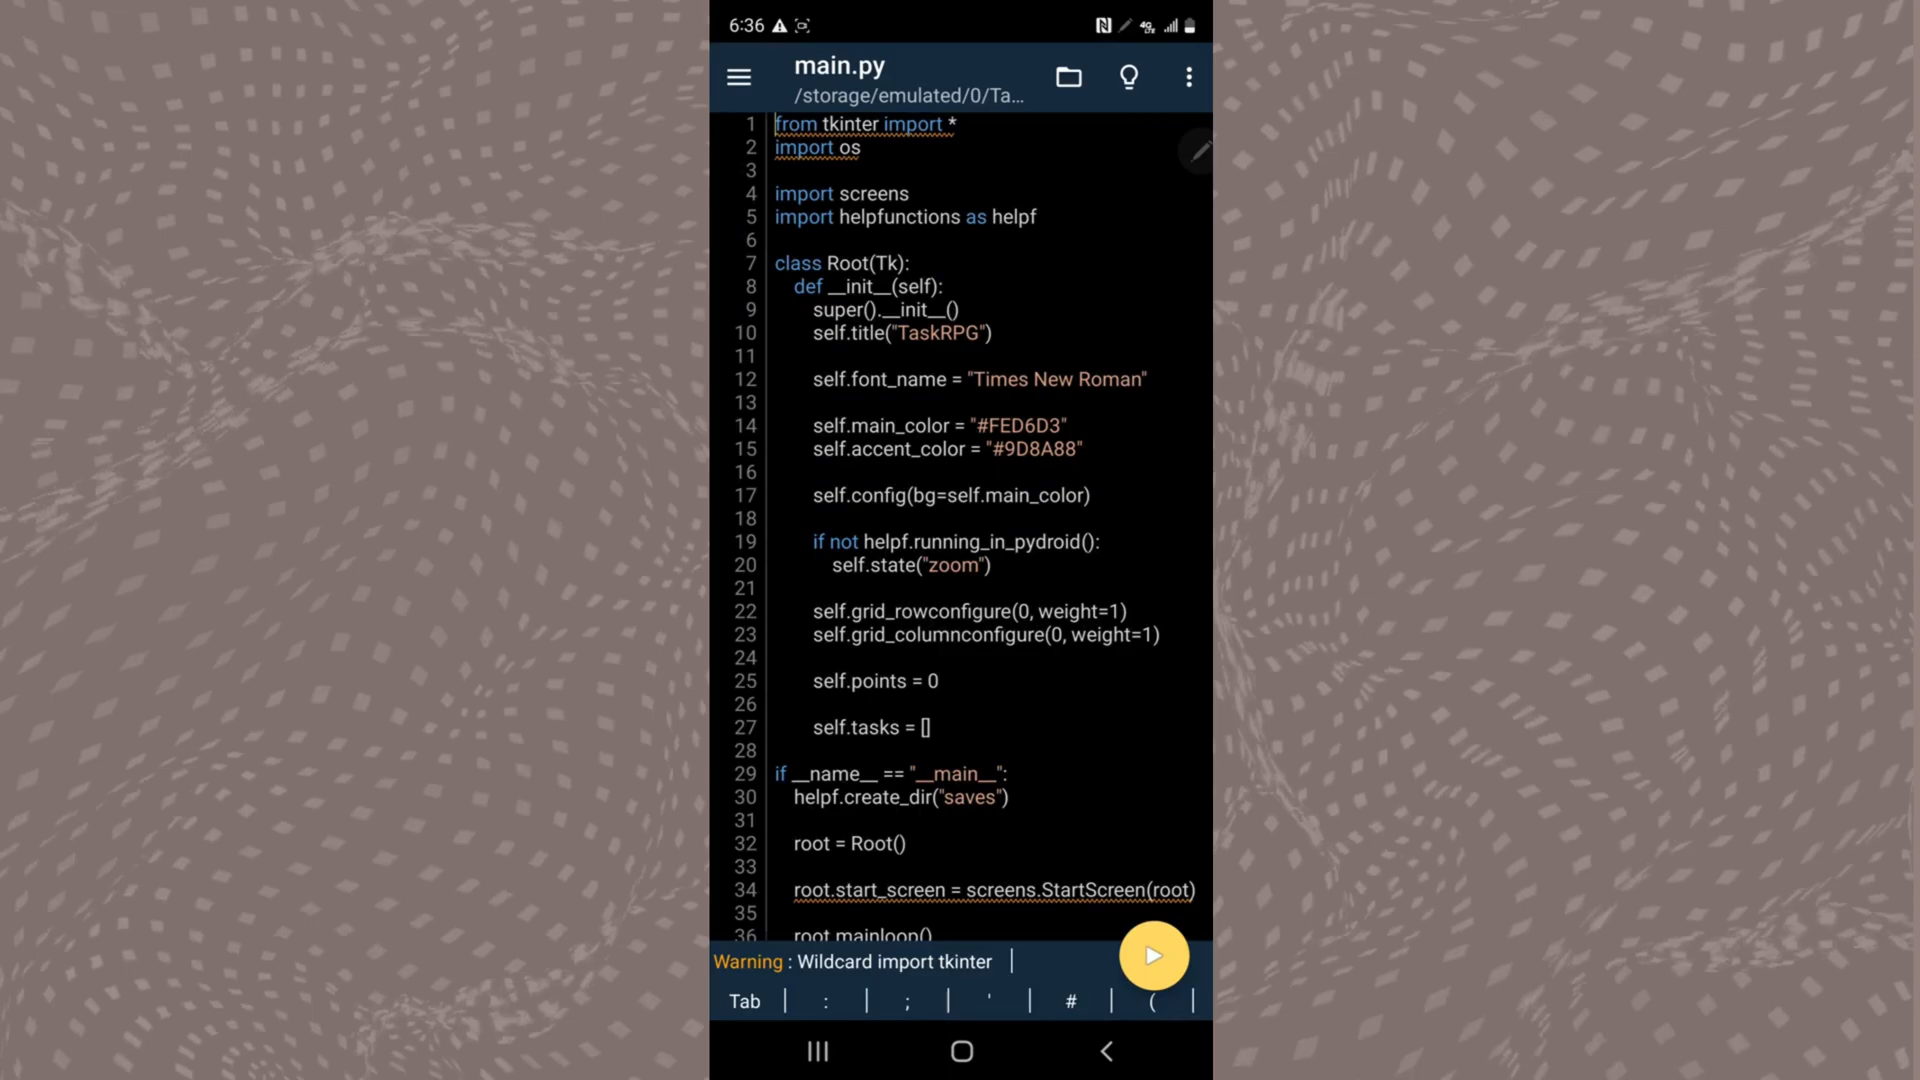 6:36
main.py
/storage/emulated/0/Ta...
1 from tkinter import *
2 import os
3
4 import screens
5 import helpfunctions as helpf
6
7 class Root(Tk):
8 def __init__(self):
9 super().__init__()
10 self.title("TaskRPG")
11
12 self.font_name = "Times New Roman"
13
14 self.main_color = "#FED6D3"
15 self.accent_color = "#9D8A88"
16
17 self.config(bg=self.main_color)
18
19 if not helpf.running_in_pydroid():
20 self.state("zoom")
21
22 self.grid_rowconfigure(0, weight=1)
23 self.grid_columnconfigure(0, weight=1)
24
25 self.points = 0
26
27 self.tasks = []
28
29 if __name__ == "__main__":
30 helpf.create_dir("saves")
31
32 root = Root()
33
34 root.start_screen = screens.StartScreen(root)
35
36 root.mainloop()
Warning : Wildcard import tkinter
Tab | : | ; | ' | # | ( |